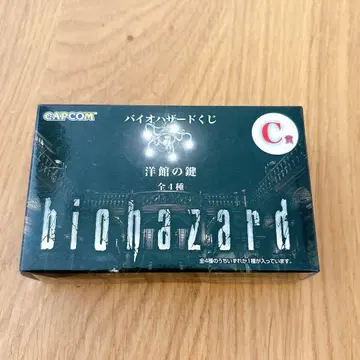 CAPCOM
バイオハザードくじ
C賞
洋館の鍵
全4種
biohazard
全4種のうちいずれか1種が入っています。